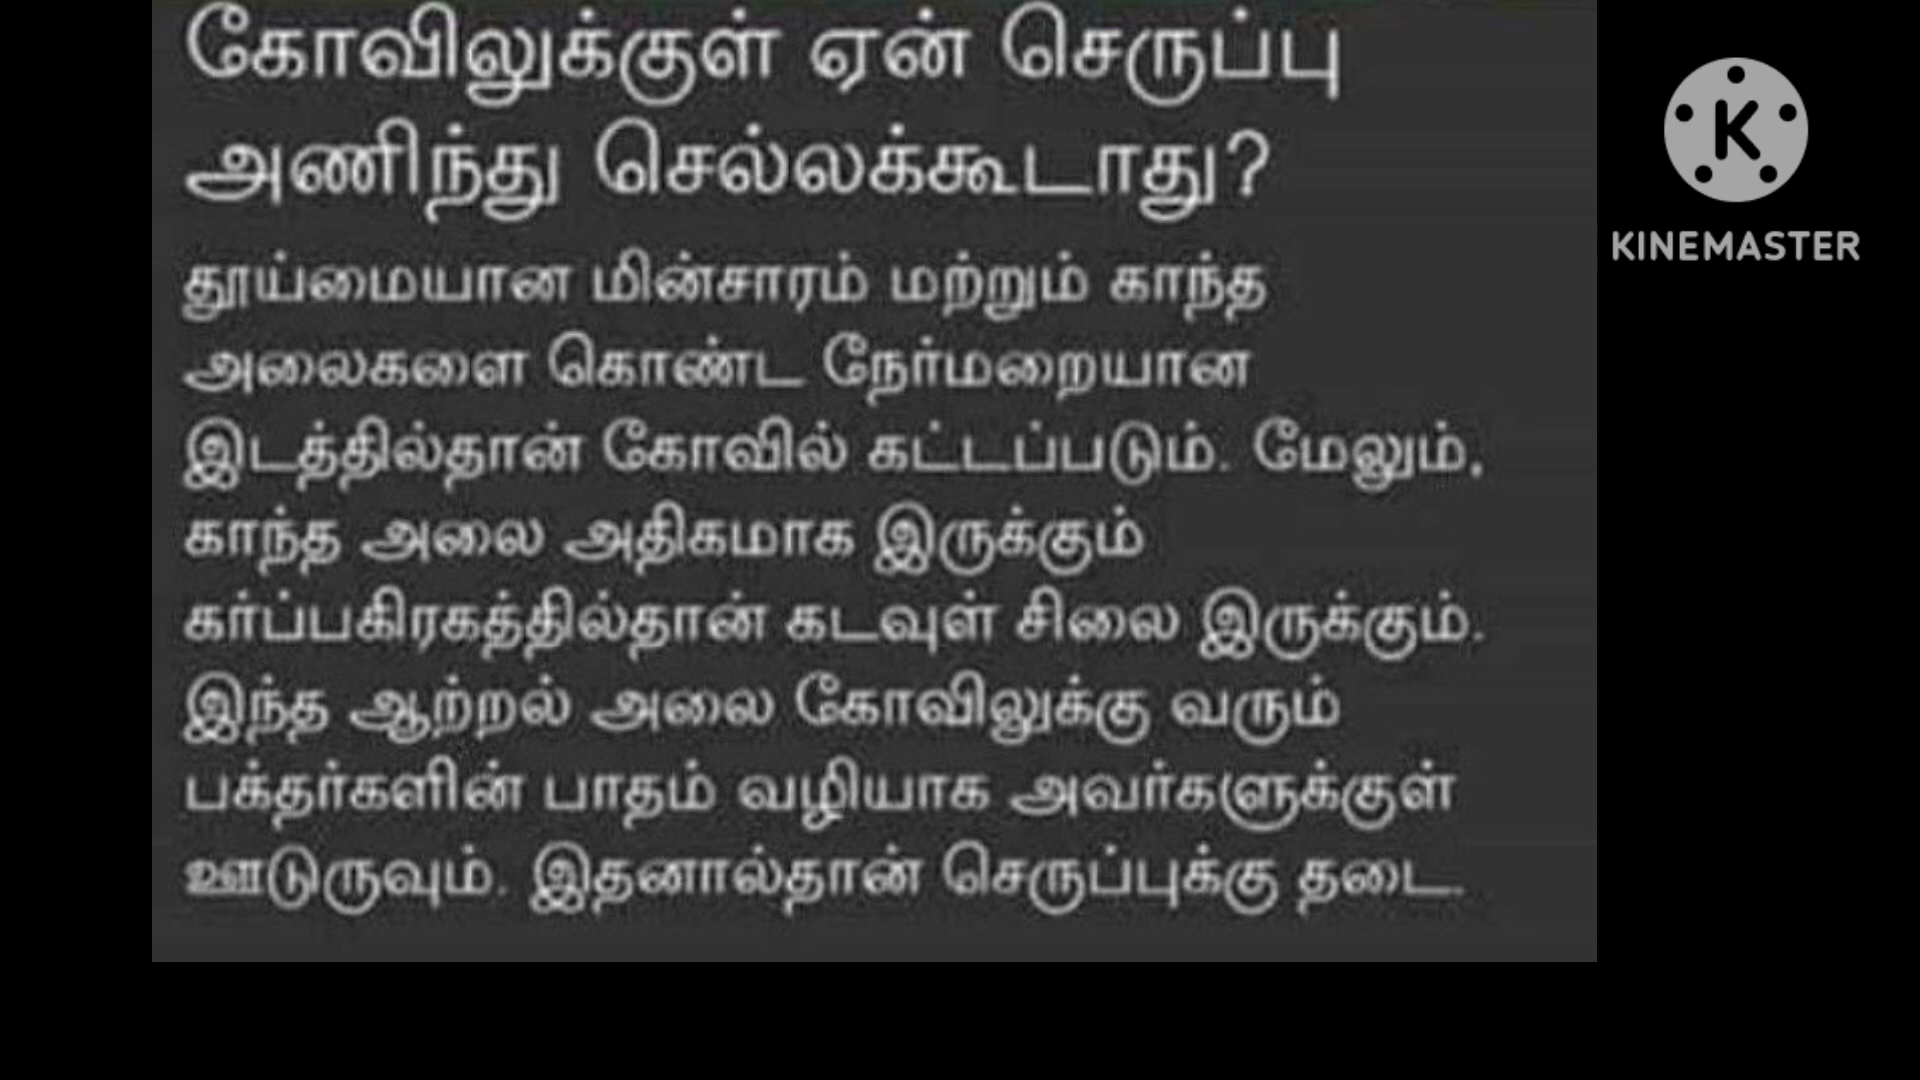 கோவிலுக்குள் ஏன் செருப்பு
அணிந்து செல்லக்கூடாது?
தூய்மையான மின்சாரம் மற்றும் காந்த
அலைகளை கொண்ட நேர்மறையான
இடத்தில்தான் கோவில் கட்டப்படும். மேலும்,
காந்த அலை அதிகமாக இருக்கும்
கர்ப்பகிரகத்தில்தான் கடவுள் சிலை இருக்கும்.
இந்த ஆற்றல் அலை கோவிலுக்கு வரும்
பக்தர்களின் பாதம் வழியாக அவர்களுக்குள்
ஊடுருவும். இதனால்தான் செருப்புக்கு தடை.
K
KINEMASTER